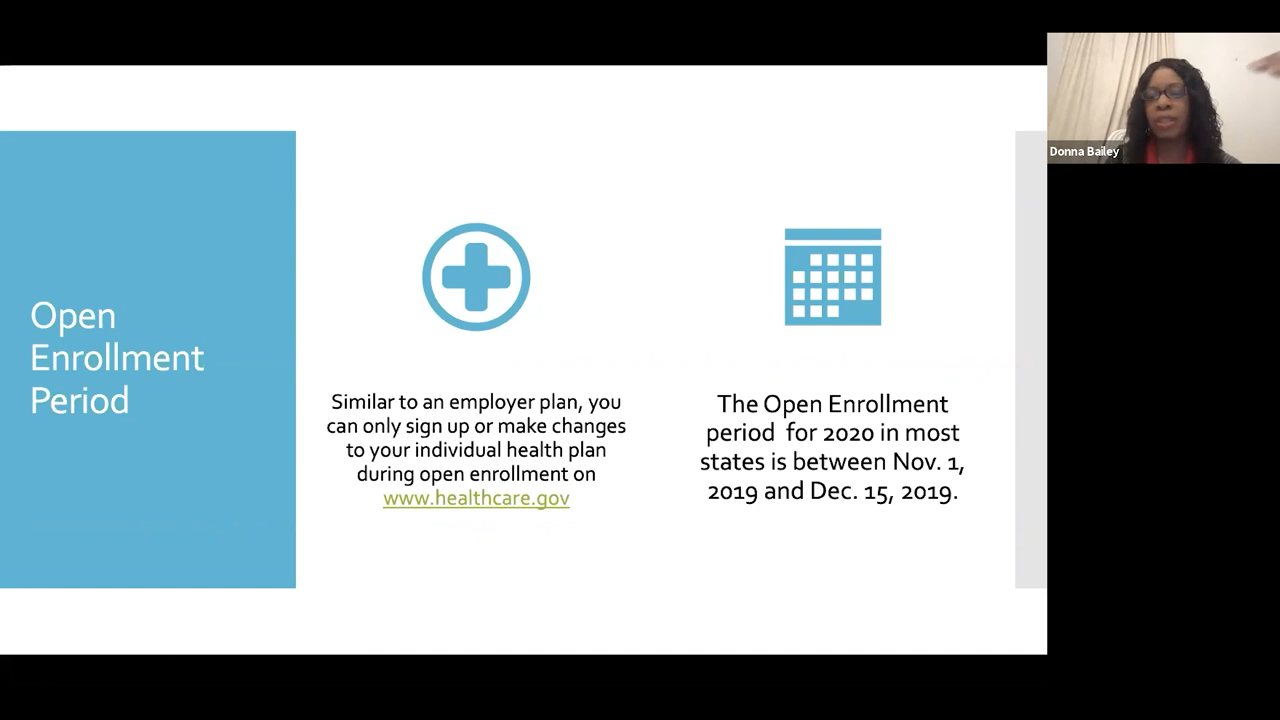 Open
Enrollment
Period
Similar to an employer plan, you
can only sign up or make changes
to your individual health plan
during open enrollment on
www.healthcare.gov
The Open Enrollment
period for 2020 in most
states is between Nov. 1,
2019 and Dec. 15, 2019.
Donna Bailey